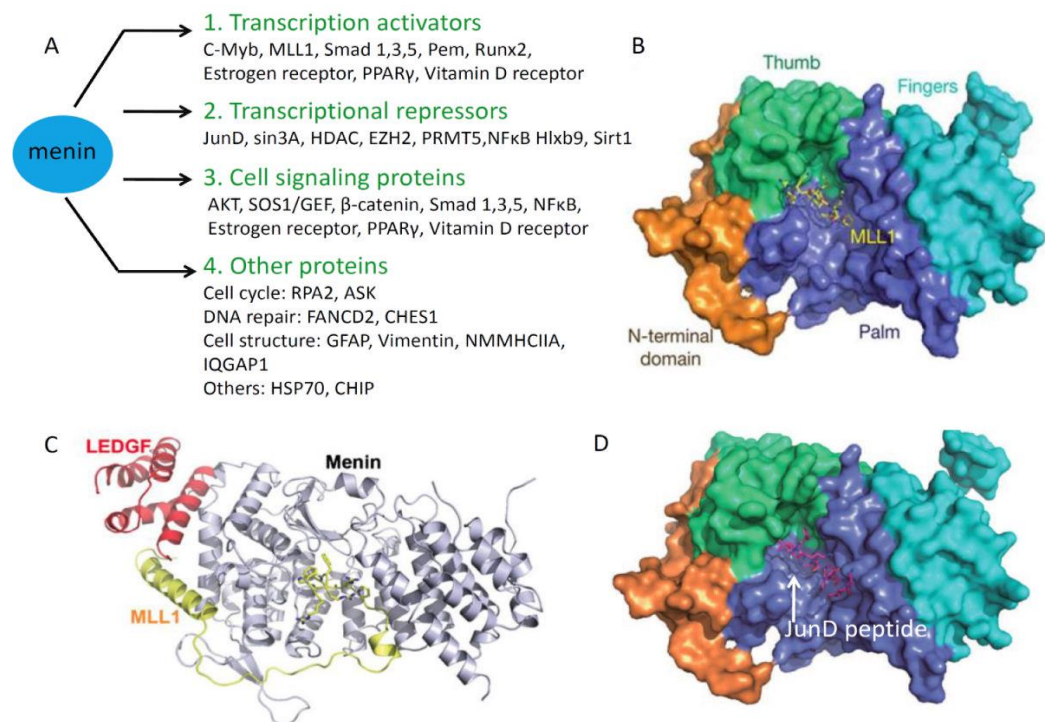 A
menin
1. Transcription activators
C-Myb, MLL1, Smad 1,3,5, Pem, Runx2,
Estrogen receptor, PPARγ, Vitamin D receptor
2. Transcriptional repressors
JunD, sin3A, HDAC, EZH2, PRMT5,NFκB Hlxb9, Sirt1
3. Cell signaling proteins
AKT, SOS1/GEF, β-catenin, Smad 1,3,5, NFκB,
Estrogen receptor, PPARγ, Vitamin D receptor
4. Other proteins
Cell cycle: RPA2, ASK
DNA repair: FANCD2, CHES1
Cell structure: GFAP, Vimentin, NMMHCIIA,
IQGAP1
Others: HSP70, CHIP
B
Thumb
Fingers
MLL1
N-terminal
domain
Palm
C
LEDGF
Menin
MLL1
D
JunD peptide